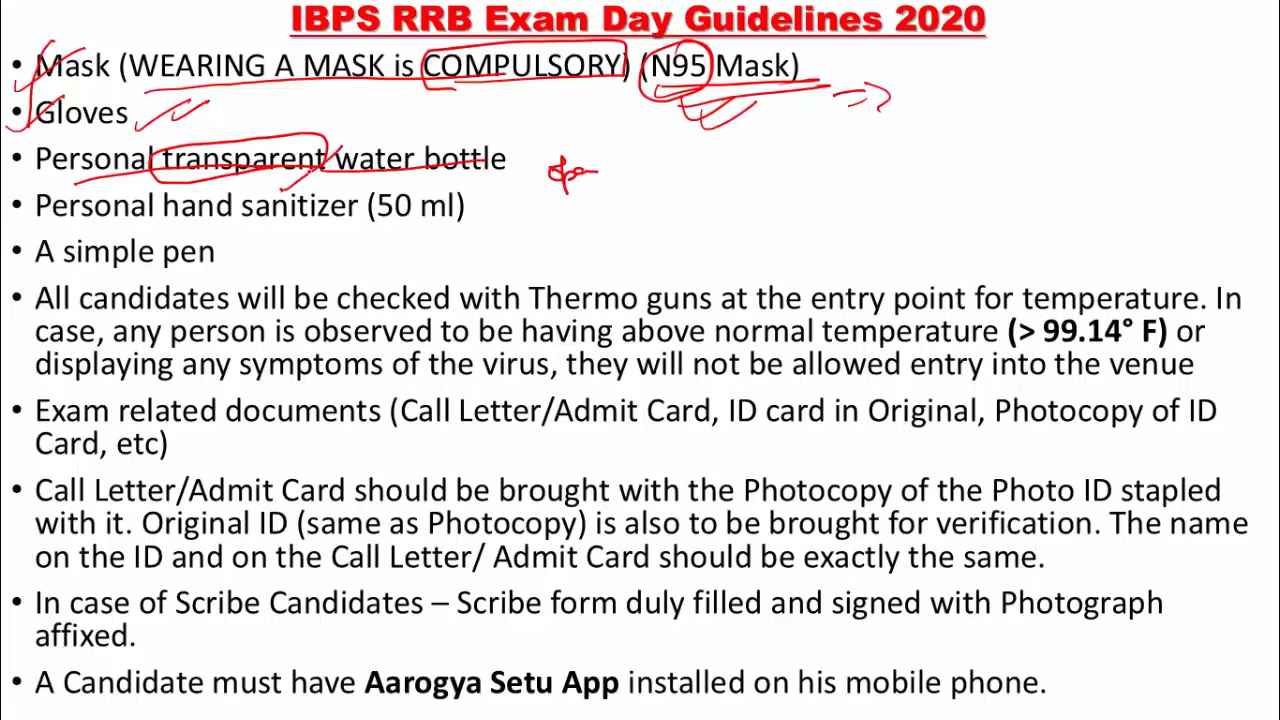 IBPS RRB Exam Day Guidelines 2020
• Mask (WEARING A MASK is COMPULSORY) (N95 Mask)
• Gloves
• Personal transparent water bottle
• Personal hand sanitizer (50 ml)
• A simple pen
• All candidates will be checked with Thermo guns at the entry point for temperature. In
case, any person is observed to be having above normal temperature (> 99.14° F) or
displaying any symptoms of the virus, they will not be allowed entry into the venue
• Exam related documents (Call Letter/Admit Card, ID card in Original, Photocopy of ID
Card, etc)
• Call Letter/Admit Card should be brought with the Photocopy of the Photo ID stapled
with it. Original ID (same as Photocopy) is also to be brought for verification. The name
on the ID and on the Call Letter/ Admit Card should be exactly the same.
• In case of Scribe Candidates – Scribe form duly filled and signed with Photograph
affixed.
• A Candidate must have Aarogya Setu App installed on his mobile phone.